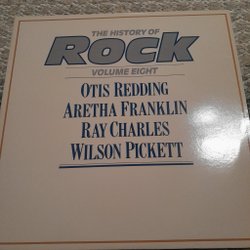 THE HISTORY OF
ROCK
VOLUME EIGHT
OTIS REDDING
ARETHA FRANKLIN
RAY CHARLES
WILSON PICKETT